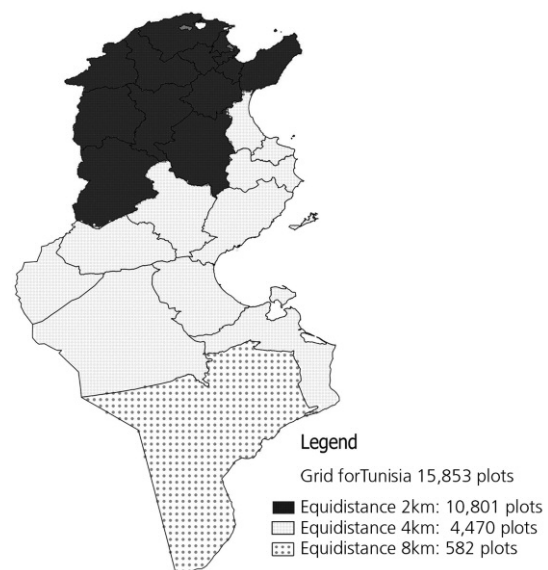 Legend
Grid forTunisia 15,853 plots
Equidistance 2km: 10,801 plots
Equidistance 4km: 4,470 plots
Equidistance 8km: 582 plots